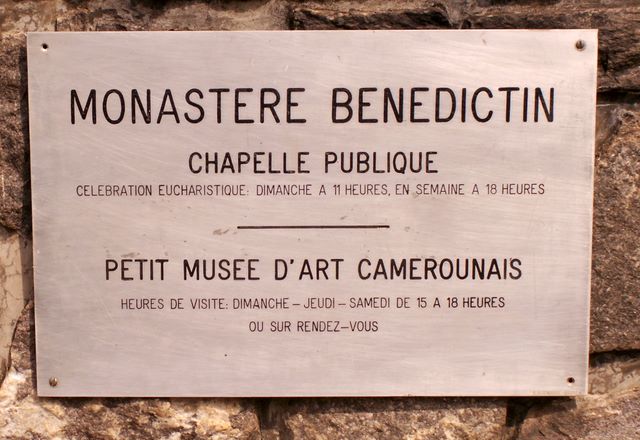 MONASTERE BENEDICTIN
CHAPELLE PUBLIQUE
CELEBRATION EUCHARISTIQUE: DIMANCHE A 11 HEURES, EN SEMAINE A 18 HEURES
PETIT MUSEE D'ART CAMEROUNAIS
HEURES DE VISITE: DIMANCHE – JEUDI – SAMEDI DE 15 A 18 HEURES
OU SUR RENDEZ–VOUS